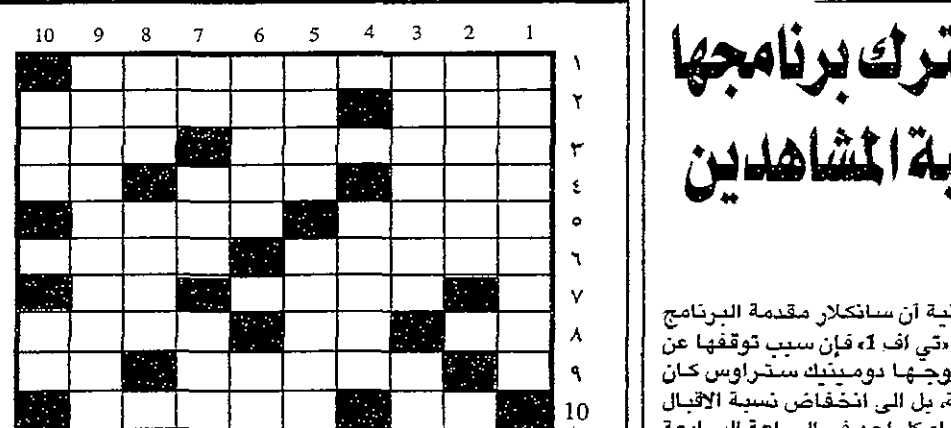 10 9 8 7 6 5 4 3 2 1
١
٢
٣
٤
٥
٦
٧
٨
٩
10
ترك برنامجها
المشاهدين
أن سانكلار مقدمة البرنامج
«تي اف 1» فإن سبب توقفها عن
دومينيك ستراوس كان
بل الى انخفاض نسبة الاقبال